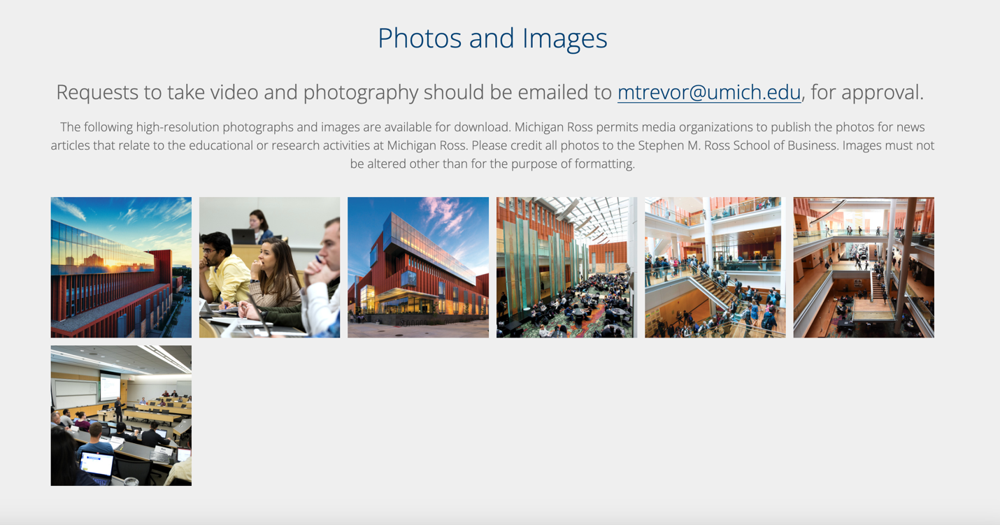 Photos and Images
Requests to take video and photography should be emailed to mtrevor@umich.edu, for approval.
The following high-resolution photographs and images are available for download. Michigan Ross permits media organizations to publish the photos for news
articles that relate to the educational or research activities at Michigan Ross. Please credit all photos to the Stephen M. Ross School of Business. Images must not
be altered other than for the purpose of formatting.